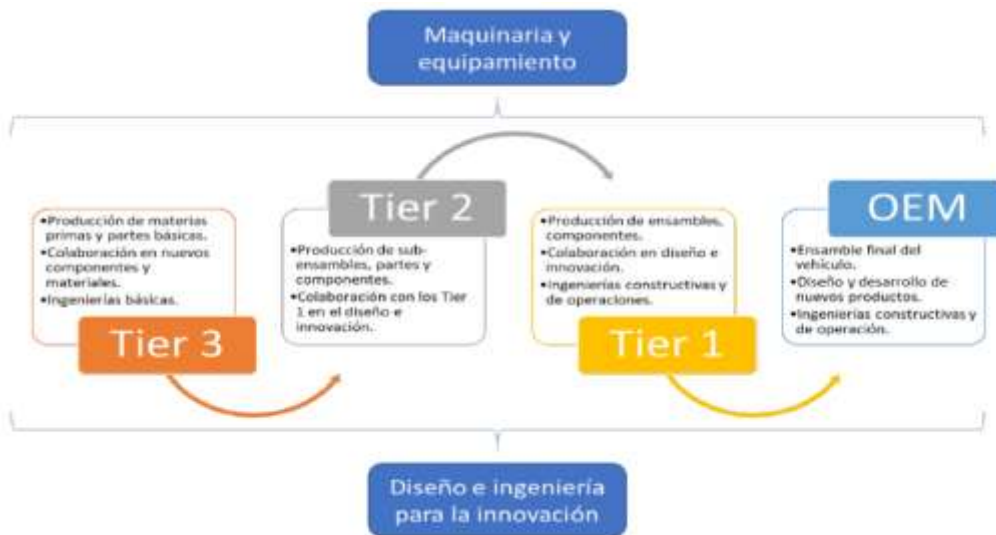 Maquinaria y
equipamiento
•Producción de materias
primas y partes básicas.
•Colaboración en nuevos
componentes y
materiales.
•Ingenierías básicas.
Tier 3
Tier 2
•Producción de sub-
ensambles, partes y
componentes.
•Colaboración con los Tier
1 en el diseño e
innovación.
•Producción de ensambles,
componentes.
•Colaboración en diseño e
innovación.
•Ingenierías constructivas y
de operaciones.
Tier 1
OEM
•Ensamble final del
vehículo.
•Diseño y desarrollo de
nuevos productos.
•Ingenierías constructivas y
de operación.
Diseño e ingeniería
para la innovación